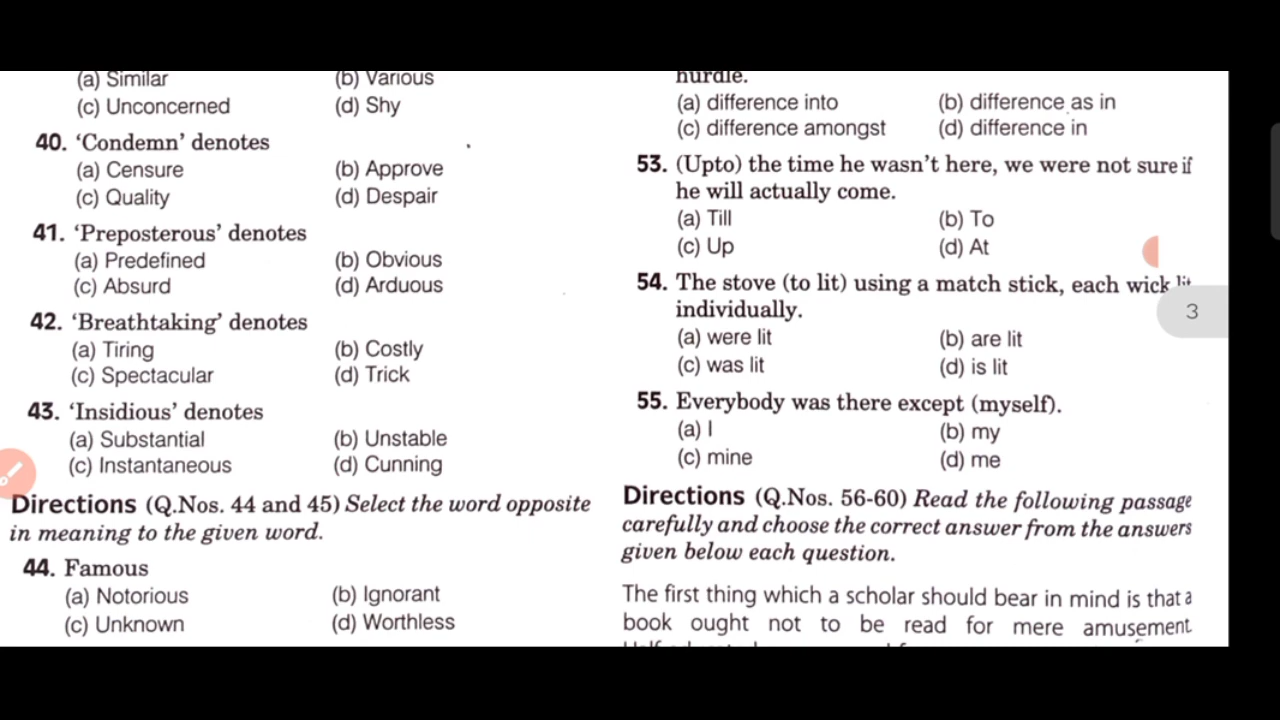 (a) Similar (b) Various
(c) Unconcerned (d) Shy
40. ‘Condemn’ denotes
(a) Censure (b) Approve
(c) Quality (d) Despair
41. ‘Preposterous’ denotes
(a) Predefined (b) Obvious
(c) Absurd (d) Arduous
42. ‘Breathtaking’ denotes
(a) Tiring (b) Costly
(c) Spectacular (d) Trick
43. ‘Insidious’ denotes
(a) Substantial (b) Unstable
(c) Instantaneous (d) Cunning
Directions (Q.Nos. 44 and 45) Select the word opposite
in meaning to the given word.
44. Famous
(a) Notorious (b) Ignorant
(c) Unknown (d) Worthless
hurdle.
(a) difference into (b) difference as in
(c) difference amongst (d) difference in
53. (Upto) the time he wasn’t here, we were not sure if
he will actually come.
(a) Till (b) To
(c) Up (d) At
54. The stove (to lit) using a match stick, each wick lit
individually.
(a) were lit (b) are lit
(c) was lit (d) is lit
55. Everybody was there except (myself).
(a) I (b) my
(c) mine (d) me
Directions (Q.Nos. 56-60) Read the following passage
carefully and choose the correct answer from the answers
given below each question.
The first thing which a scholar should bear in mind is that a
book ought not to be read for mere amusement
3